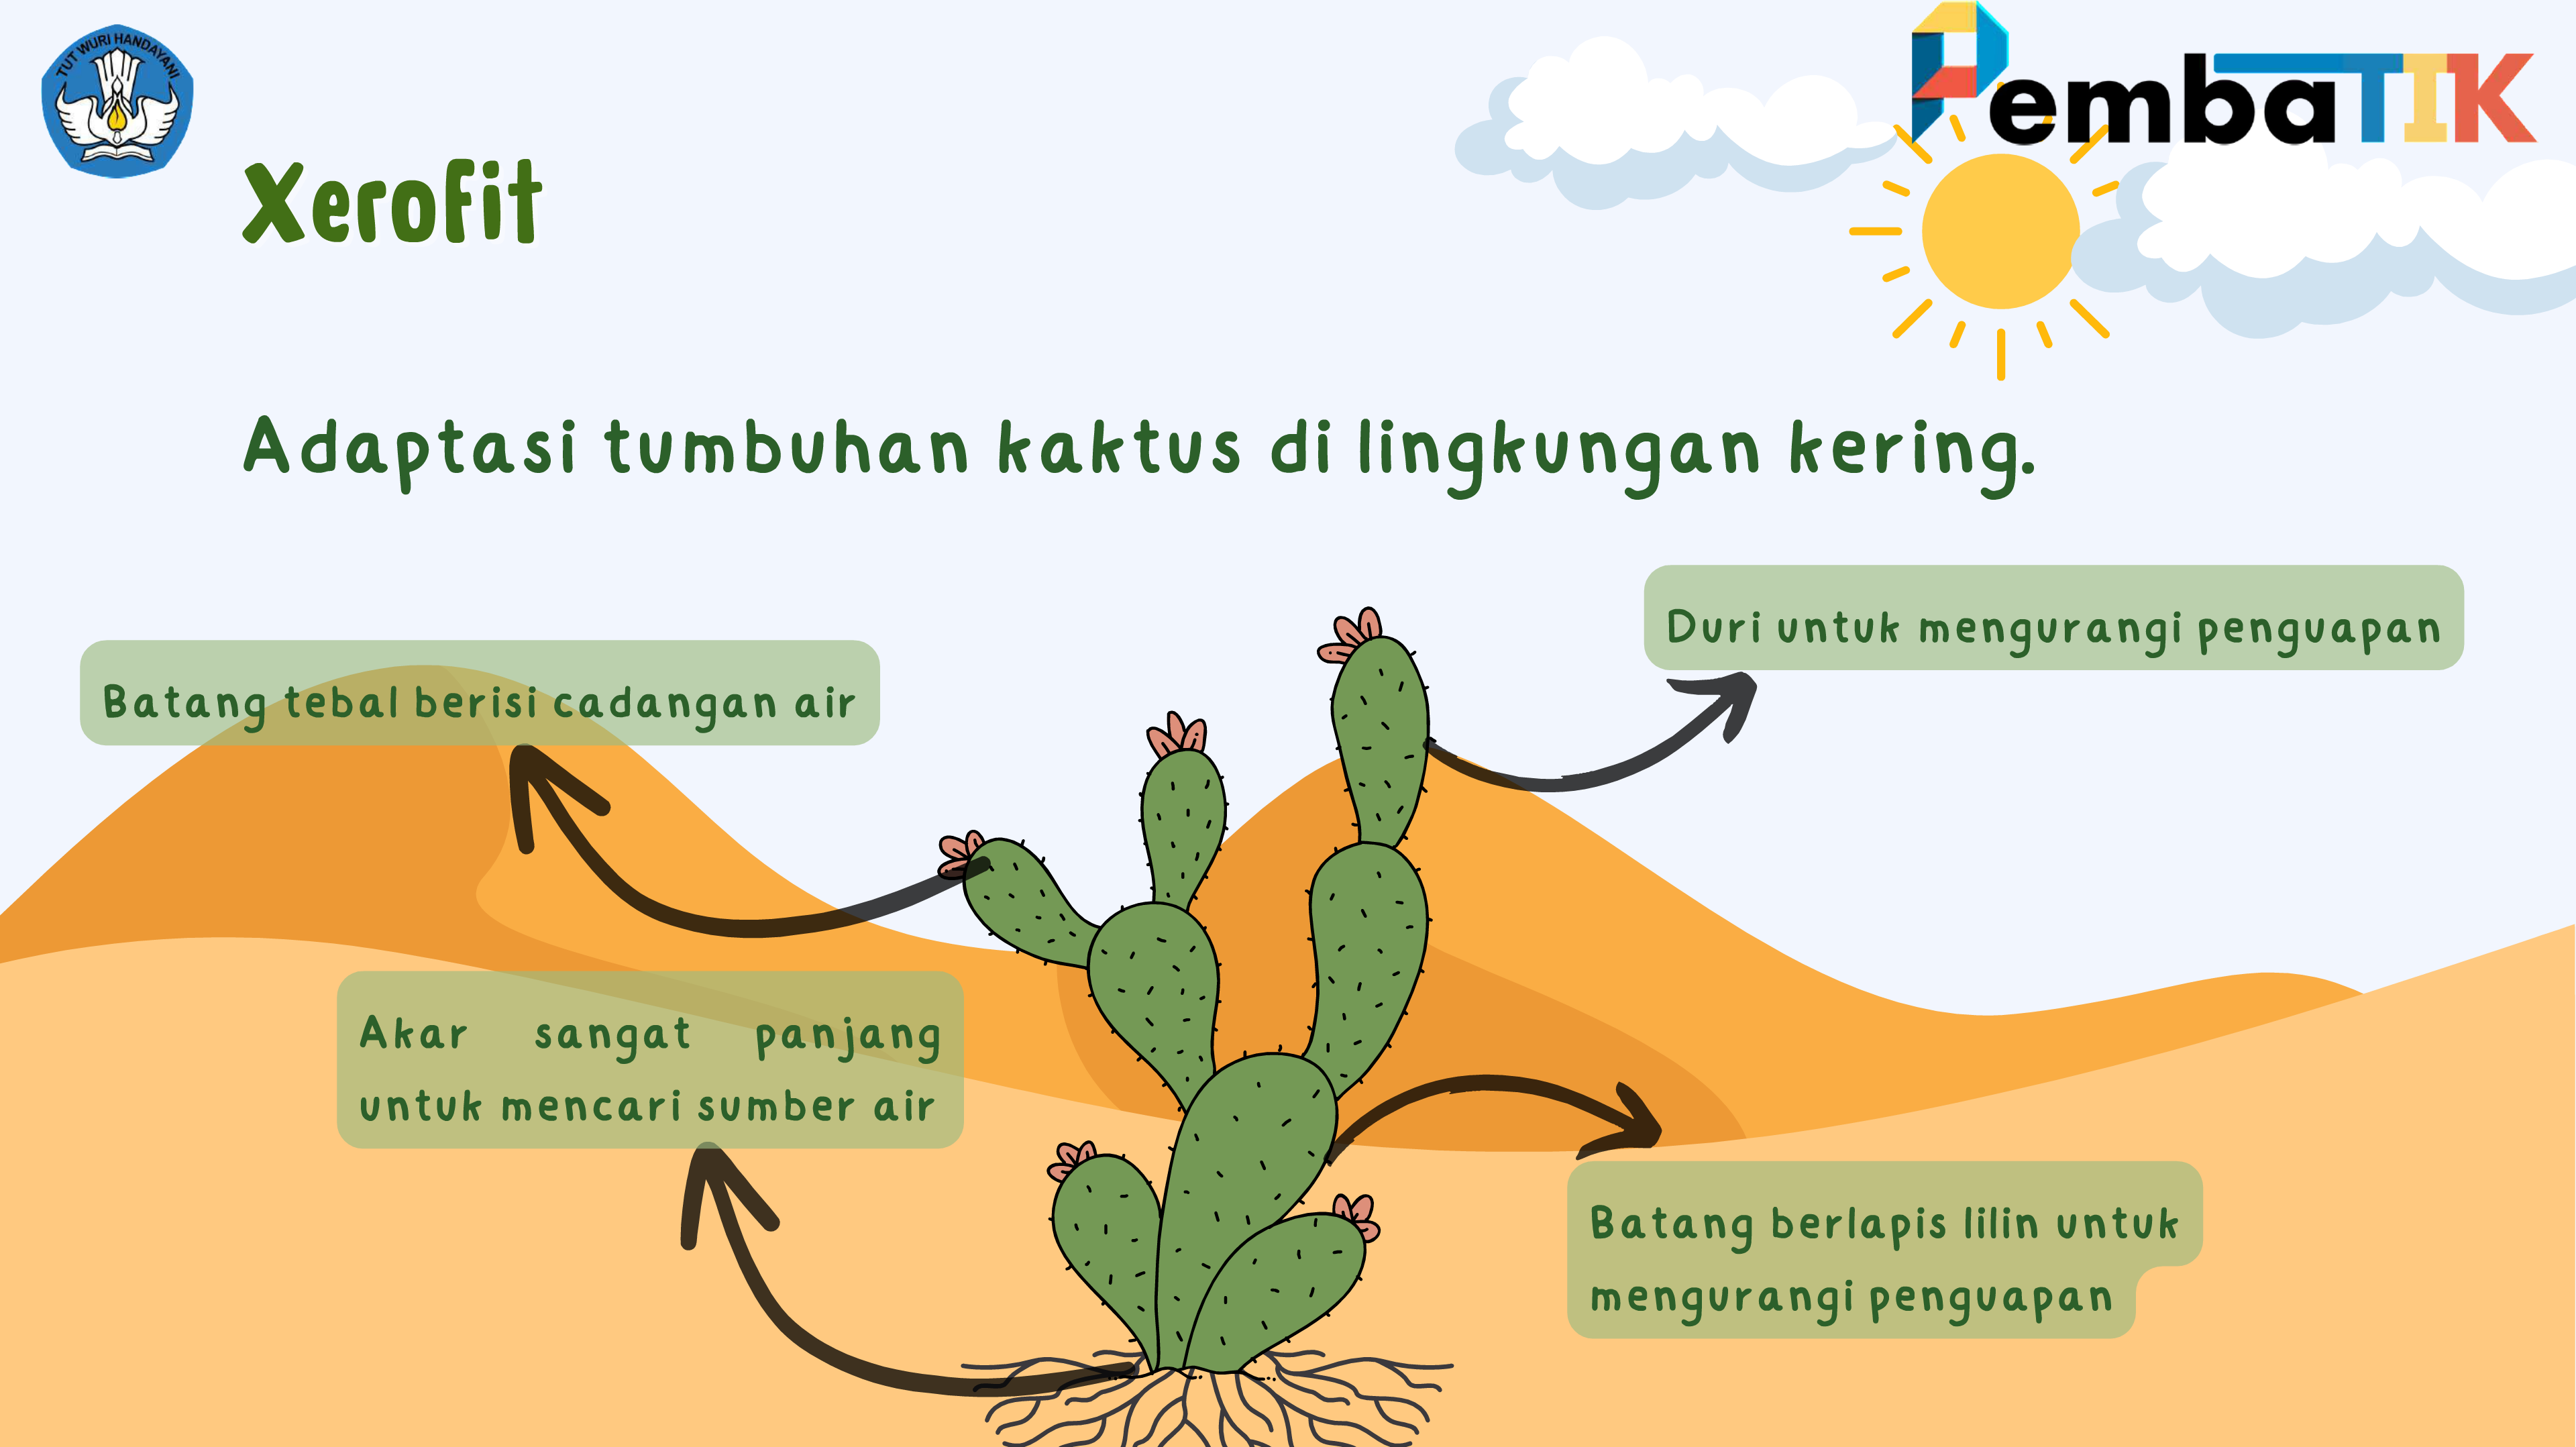 TUT WURI HANDAYANI
PembaTIK
Xerofit
Adaptasi tumbuhan kaktus di lingkungan kering.
Duri untuk mengurangi penguapan
Batang tebal berisi cadangan air
Akar sangat panjang
untuk mencari sumber air
Batang berlapis lilin untuk
mengurangi penguapan